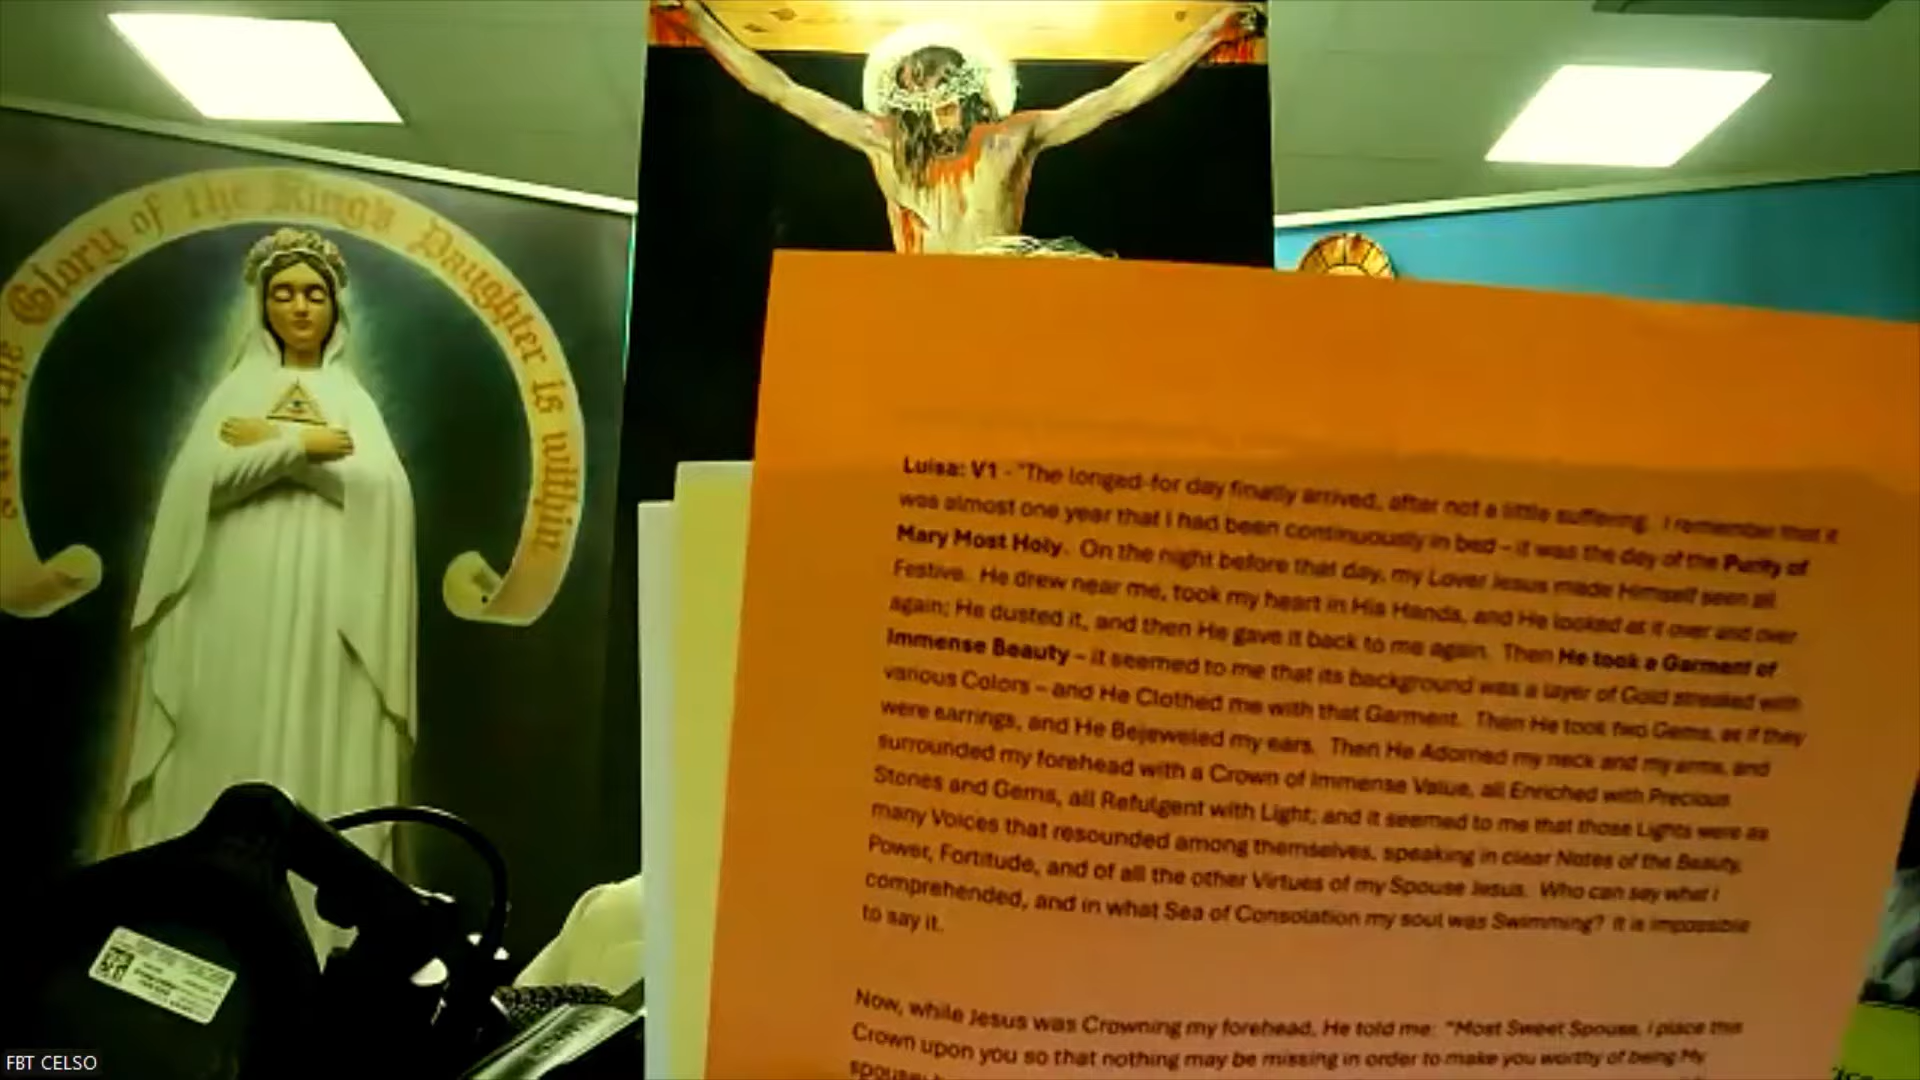 Glory of the King's Daughter is within
Luisa: V1 - "The longed-for day finally arrived, after not a little suffering. I remember that it
was almost one year that I had been continuously in bed – it was the day of the Purity of
Mary Most Holy. On the night before that day, my Lover Jesus made Himself seen all
Festive. He drew near me, took my heart in His Hands, and He looked at it over and over
again; He dusted it, and then He gave it back to me again. Then He took a Garment of
Immense Beauty – it seemed to me that its background was a layer of Gold streaked with
various Colors – and He Clothed me with that Garment. Then He took two Gems, as if they
were earrings, and He Bejeweled my ears. Then He Adorned my neck and my arms, and
surrounded my forehead with a Crown of Immense Value, all Enriched with Precious
Stones and Gems, all Refulgent with Light; and it seemed to me that those Lights were as
many Voices that resounded among themselves, speaking in clear Notes of the Beauty,
Power, Fortitude, and of all the other Virtues of my Spouse Jesus. Who can say what I
comprehended, and in what Sea of Consolation my soul was Swimming? It is impossible
to say it.
Now, while Jesus was Crowning my forehead, He told me: "Most Sweet Spouse, I place this
Crown upon you so that nothing may be missing in order to make you worthy of being My
spouse;
FBT CELSO